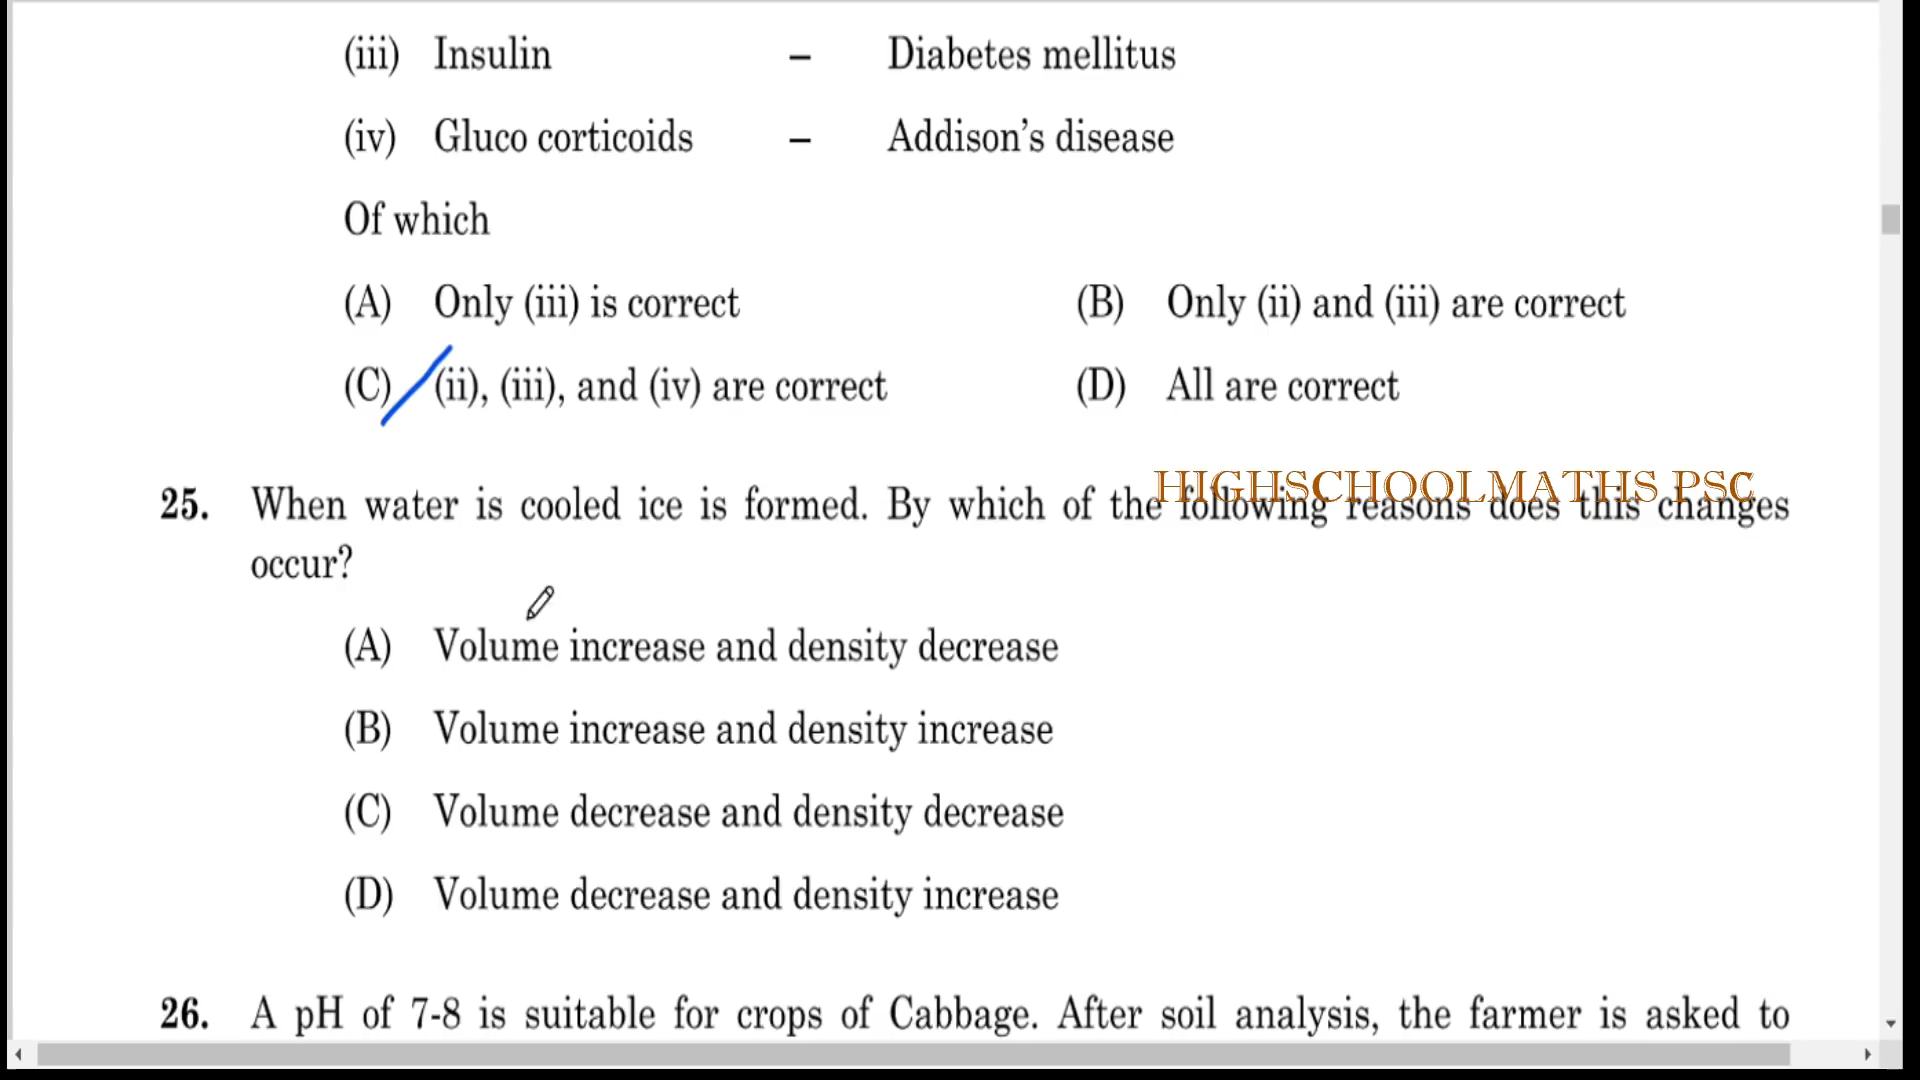 (iii) Insulin – Diabetes mellitus
(iv) Gluco corticoids – Addison’s disease
Of which
(A) Only (iii) is correct (B) Only (ii) and (iii) are correct
(C) (ii), (iii), and (iv) are correct (D) All are correct
HIGHSCHOOLMATHS PSC
25. When water is cooled ice is formed. By which of the following reasons does this changes
occur?
(A) Volume increase and density decrease
(B) Volume increase and density increase
(C) Volume decrease and density decrease
(D) Volume decrease and density increase
26. A pH of 7-8 is suitable for crops of Cabbage. After soil analysis, the farmer is asked to